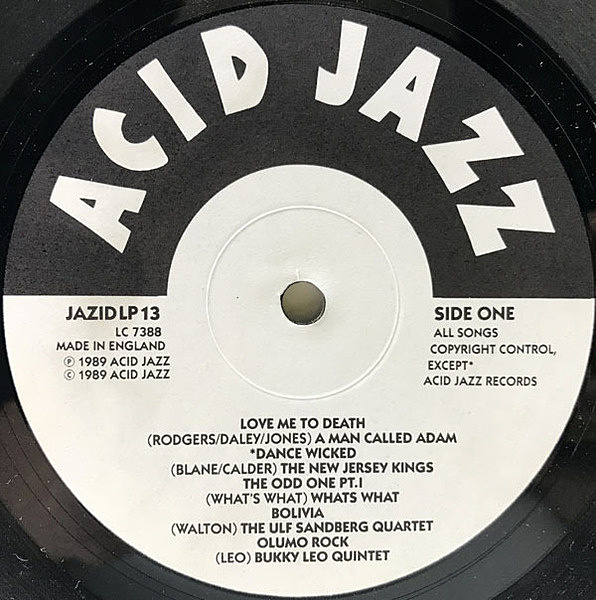 ACID JAZZ
JAZID LP 13
LC 7388
MADE IN ENGLAND
℗ 1989 ACID JAZZ
© 1989 ACID JAZZ
SIDE ONE
ALL SONGS
COPYRIGHT CONTROL,
EXCEPT*
ACID JAZZ RECORDS
LOVE ME TO DEATH
(RODGERS/DALEY/JONES) A MAN CALLED ADAM
*DANCE WICKED
(BLANE/CALDER) THE NEW JERSEY KINGS
THE ODD ONE PT.I
(WHAT'S WHAT) WHATS WHAT
BOLIVIA
(WALTON) THE ULF SANDBERG QUARTET
OLUMO ROCK
(LEO) BUKKY LEO QUINTET